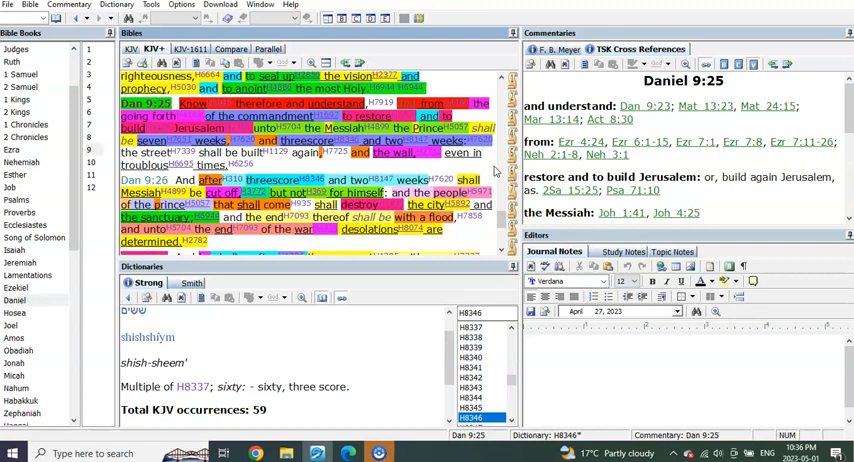 File Bible Commentary Dictionary Tools Options Download Window Help
Bible Books
Judges
Ruth
1 Samuel
2 Samuel
1 Kings
2 Kings
1 Chronicles
2 Chronicles
Ezra
Nehemiah
Esther
Job
Psalms
Proverbs
Ecclesiastes
Song of Solomon
Isaiah
Jeremiah
Lamentations
Ezekiel
Daniel
Hosea
Joel
Amos
Obadiah
Jonah
Micah
Nahum
Habakkuk
Zephaniah
1
2
3
4
5
6
7
8
9
10
11
12
Bibles
KJV KJV+ KJV-1611 Compare Parallel
righteousness, H6664 and to seal up the vision H2377 and
prophecy, H5030 and to anoint the most Holy. H6944 H6944
Dan 9:25 Know therefore and understand, H7919 the
going forth of the commandment H1697 to restore and to
build Jerusalem unto H5704 the Messiah H4899 the Prince H5057 shall
be seven weeks, and threescore H8346 and two H8147 weeks: H7620
the street H7339 shall be built H1129 again, H7725 and the wall, even in
troublous H6695 times. H6256
Dan 9:26 And after H310 threescore H8346 and two H8147 weeks H7620 shall
Messiah H4899 be cut off, H3772 but not H369 for himself: and the people H5971
of the prince that shall come H935 shall destroy the city H5892 and
the sanctuary; and the end H7093 thereof shall be with a flood, H7858
and unto H5704 the end H7093 of the war desolations H8074 are
determined. H2782
Dictionaries
Strong Smith
ששׁים
shishshîym
shish-sheem'
Multiple of H8337; sixty: - sixty, three score.
Total KJV occurrences: 59
H8346
H8337
H8338
H8339
H8340
H8341
H8342
H8343
H8344
H8345
H8346
Commentaries
F. B. Meyer TSK Cross References
Daniel 9:25
and understand: Dan 9:23; Mat 13:23, Mat 24:15;
Mar 13:14; Act 8:30
from: Ezr 4:24, Ezr 6:1-15, Ezr 7:1, Ezr 7:8, Ezr 7:11-26;
Neh 2:1-8, Neh 3:1
restore and to build Jerusalem: or, build again Jerusalem,
as. 2Sa 15:25; Psa 71:10
the Messiah: Joh 1:41, Joh 4:25
Editors
Journal Notes Study Notes Topic Notes
Verdana 12 B I U
April 27, 2023
1 2 3 4 5
Dan 9:25 Dictionary: H8346* Commentary: Dan 9:25 NUM
Type here to search
17°C Partly cloudy
ENG
10:36 PM
2023-05-01